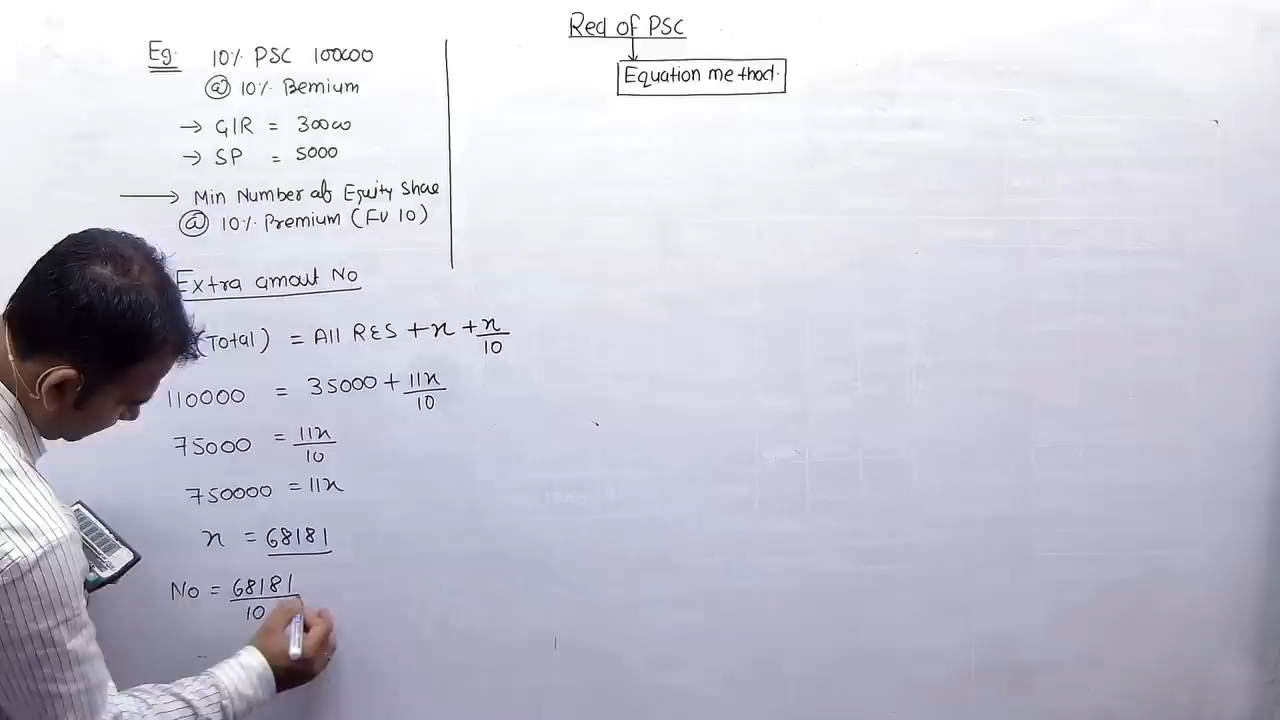 Red of PSC
Equation method.
Eg: 10% PSC 100000
@ 10% Premium
→ GIR = 30000
→ SP = 5000
→ Min Number of Equity Share
@ 10% Premium (FV 10)
Extra amout No
(Total) = All RES + x + x/10
110000 = 35000 + 11x/10
75000 = 11x/10
750000 = 11x
x = 68181
No = 68181/10